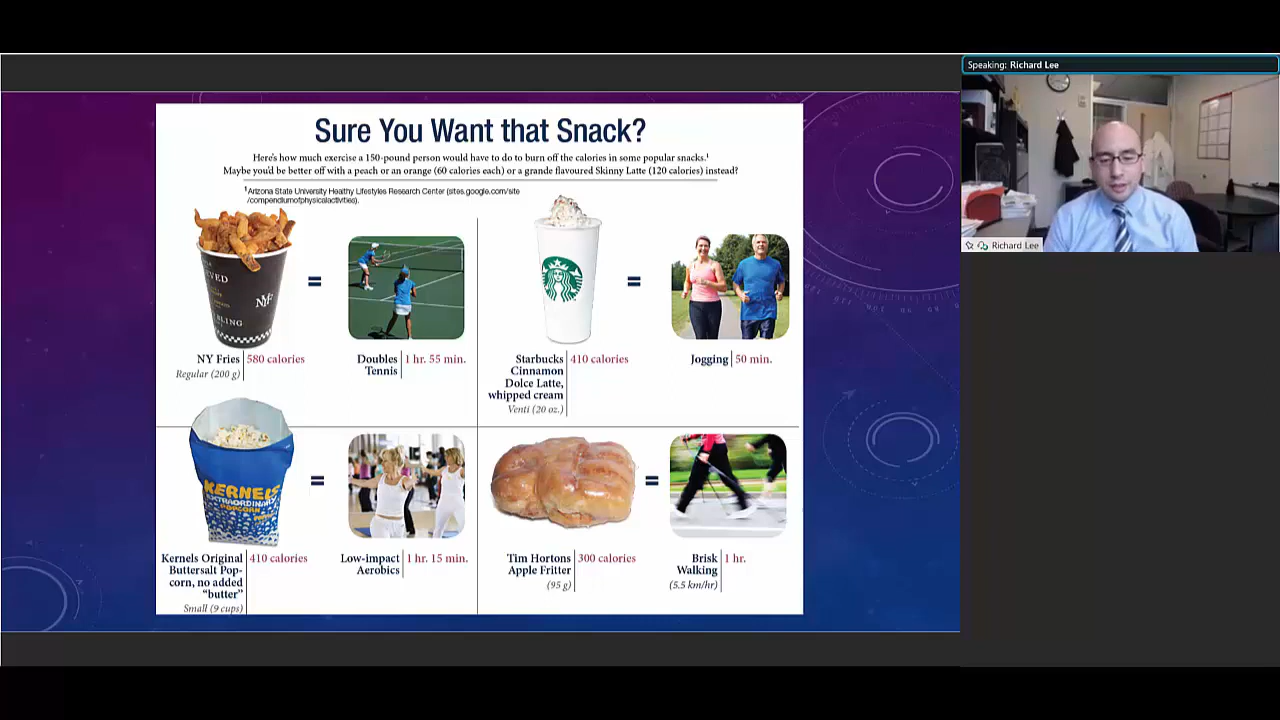 Speaking: Richard Lee
Richard Lee
Sure You Want that Snack?
Here's how much exercise a 150-pound person would have to do to burn off the calories in some popular snacks.¹
Maybe you'd be better off with a peach or an orange (60 calories each) or a grande flavoured Skinny Latte (120 calories) instead?
¹Arizona State University Healthy Lifestyles Research Center (sites.google.com/site
/compendiumofphysicalactivities).
NY Fries
Regular (200 g)
580 calories
=
Doubles
Tennis
1 hr. 55 min.
Starbucks
Cinnamon
Dolce Latte,
whipped cream
Venti (20 oz.)
410 calories
=
Jogging
50 min.
KERNELS
EXTRAORDINARY
POPCORN
Kernels Original
Buttersalt Pop-
corn, no added
“butter”
Small (9 cups)
410 calories
=
Low-impact
Aerobics
1 hr. 15 min.
Tim Hortons
Apple Fritter
(95 g)
300 calories
=
Brisk
Walking
(5.5 km/hr)
1 hr.